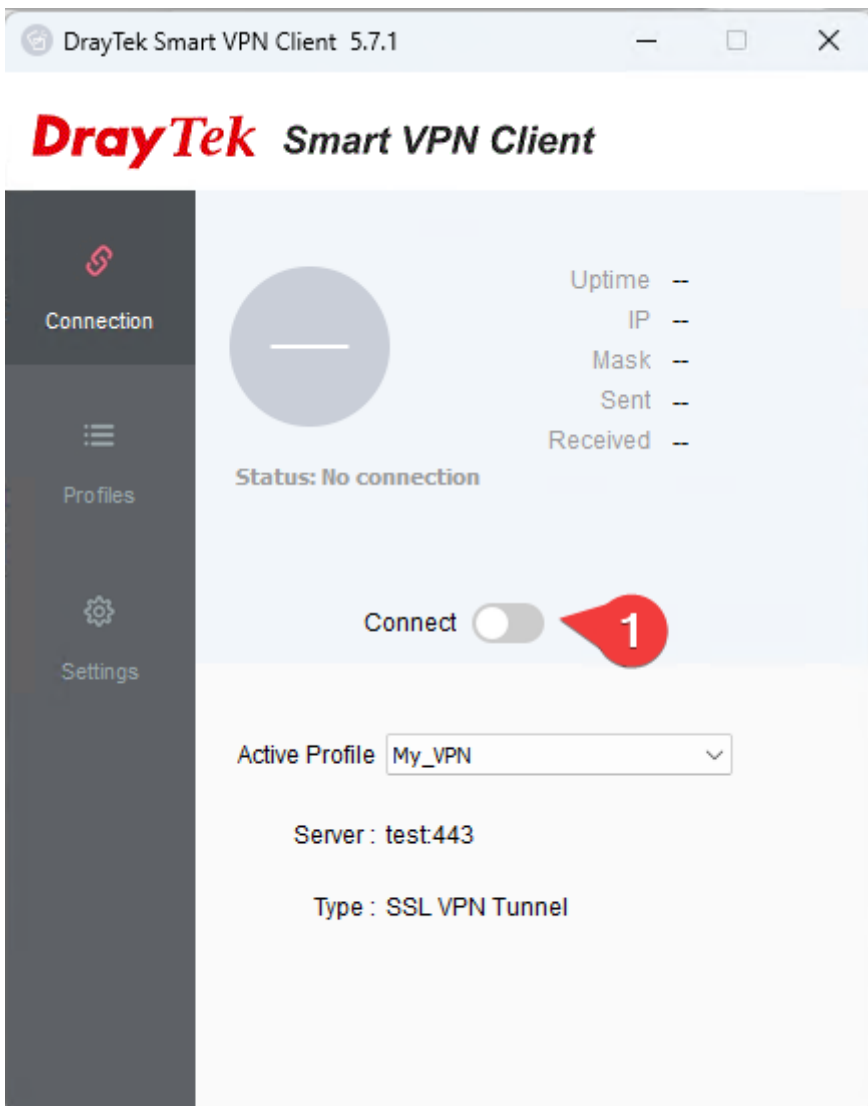 DrayTek Smart VPN Client 5.7.1
DrayTek Smart VPN Client
Connection
Profiles
Settings
Uptime --
IP --
Mask --
Sent --
Received --
Status: No connection
Connect 1
Active Profile My_VPN
Server : test:443
Type : SSL VPN Tunnel